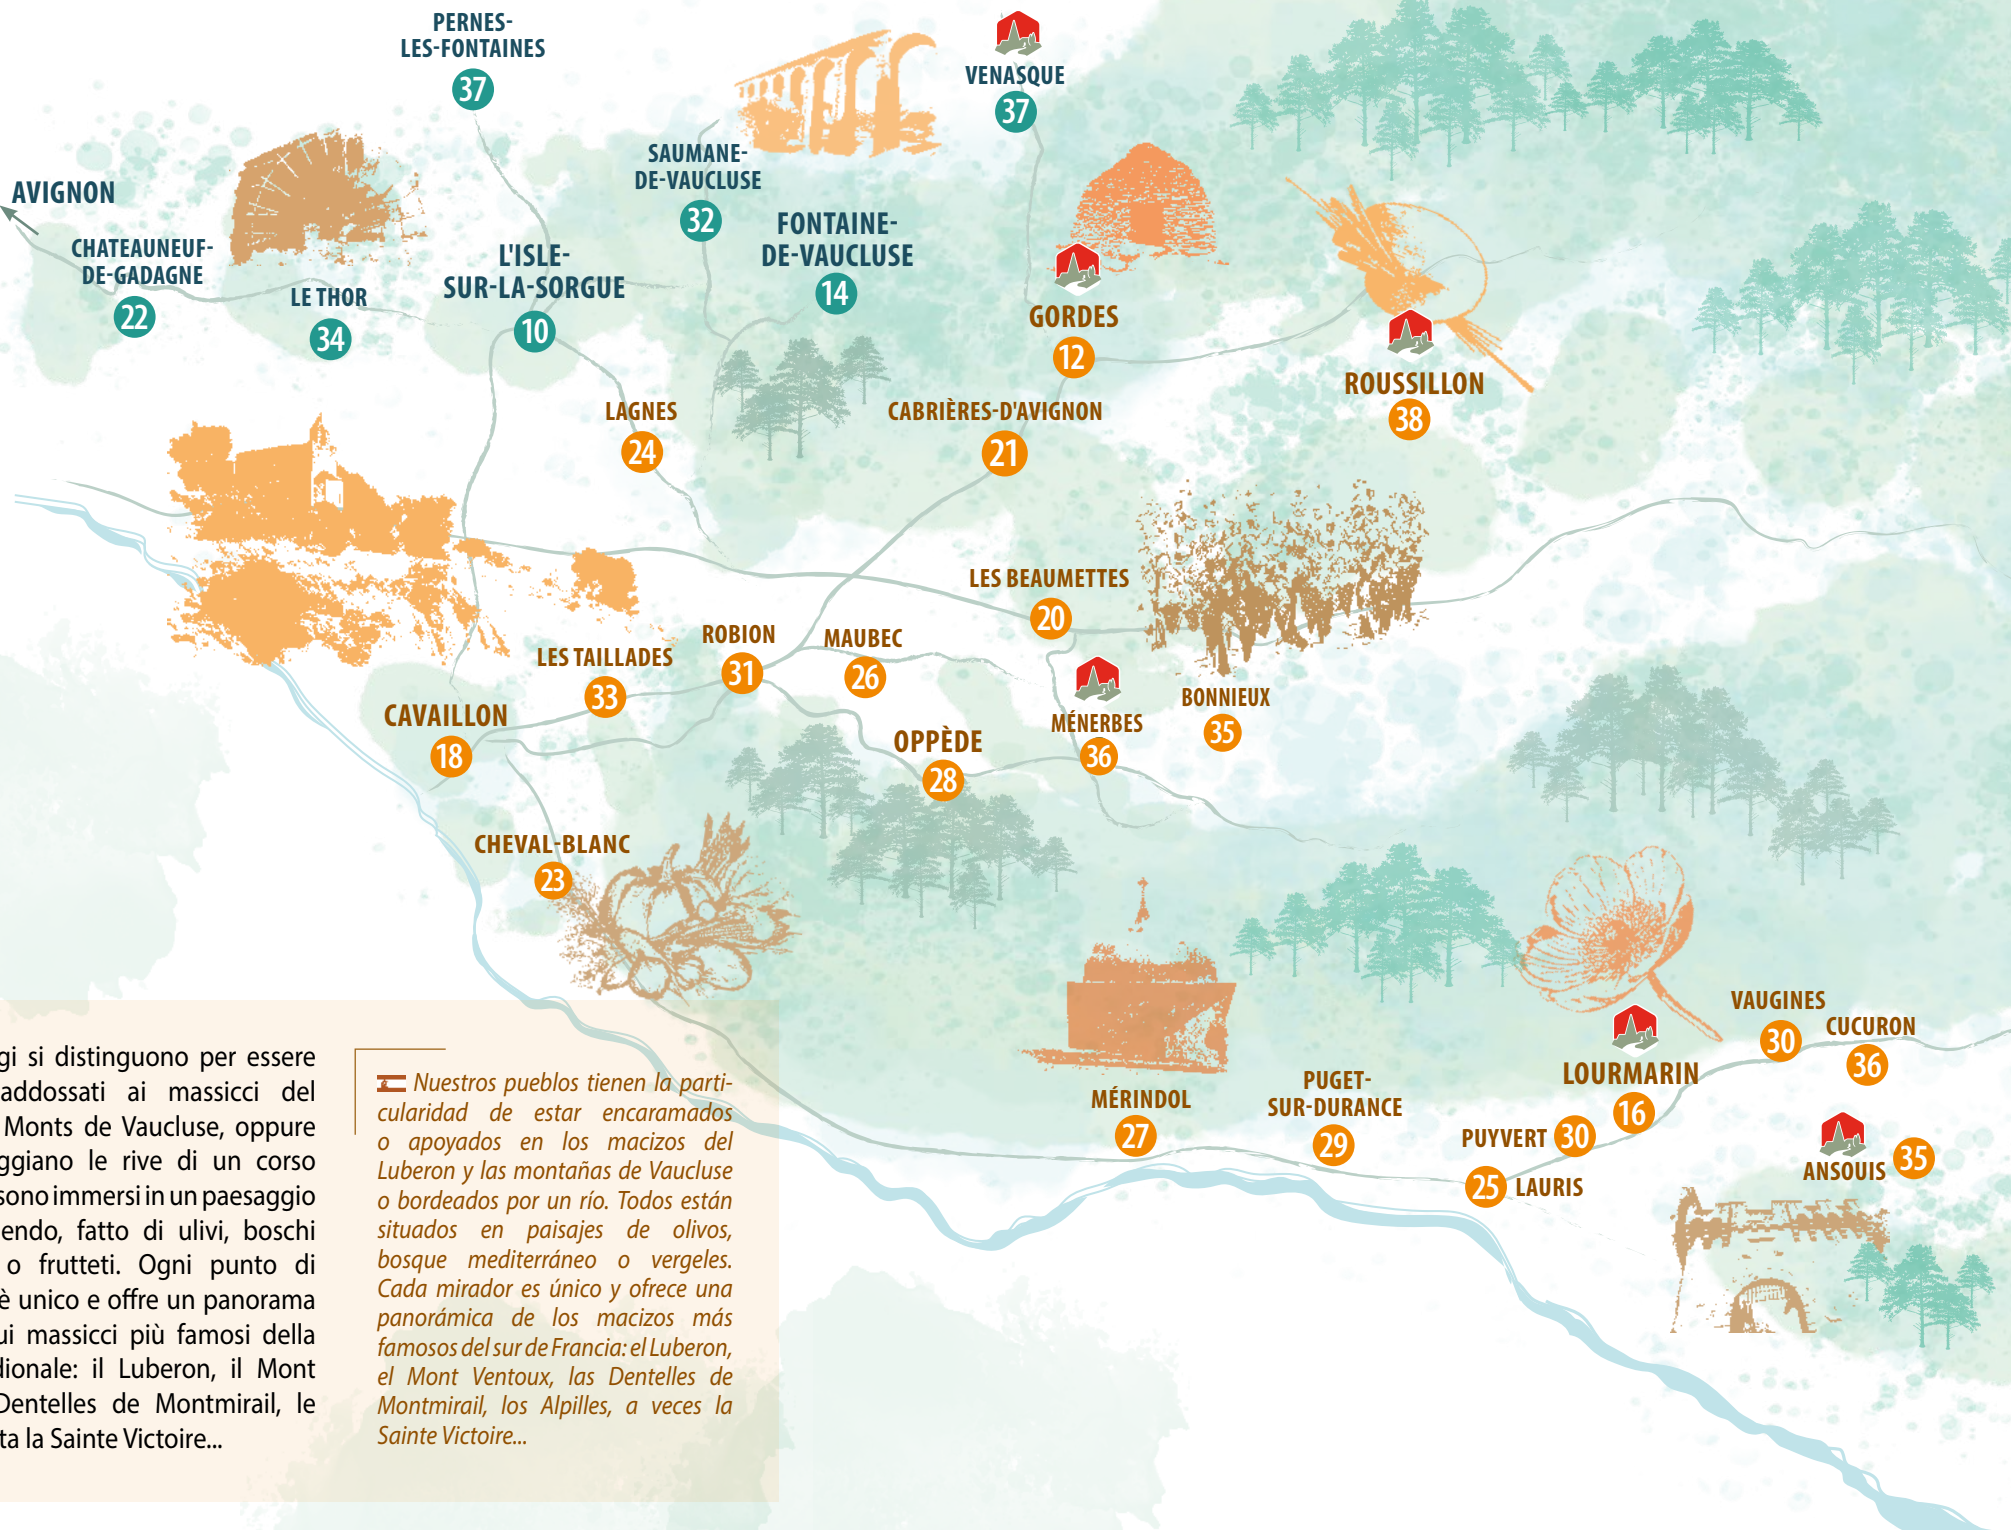 PERNES-
LES-FONTAINES
37
VENASQUE
37
SAUMANE-
DE-VAUCLUSE
32
AVIGNON
CHATEAUNEUF-
DE-GADAGNE
22
LE THOR
34
L'ISLE-
SUR-LA-SORGUE
10
FONTAINE-
DE-VAUCLUSE
14
GORDES
12
ROUSSILLON
38
LAGNES
24
CABRIÈRES-D'AVIGNON
21
LES BEAUMETTES
20
ROBION
31
MAUBEC
26
LES TAILLADES
33
CAVAILLON
18
OPPÈDE
28
MÉNERBES
36
BONNIEUX
35
CHEVAL-BLANC
23
VAUGINES
30
CUCURON
36
LOURMARIN
16
MÉRINDOL
27
PUGET-
SUR-DURANCE
29
PUYVERT 30
25 LAURIS
ANSOUIS 35
gi si distinguono per essere
addossati ai massicci del
Monts de Vaucluse, oppure
ggiano le rive di un corso
sono immersi in un paesaggio
endo, fatto di ulivi, boschi
o frutteti. Ogni punto di
è unico e offre un panorama
ui massicci più famosi della
dionale: il Luberon, il Mont
Dentelles de Montmirail, le
ta la Sainte Victoire...
Nuestros pueblos tienen la parti-
cularidad de estar encaramados
o apoyados en los macizos del
Luberon y las montañas de Vaucluse
o bordeados por un río. Todos están
situados en paisajes de olivos,
bosque mediterráneo o vergeles.
Cada mirador es único y ofrece una
panorámica de los macizos más
famosos del sur de Francia: el Luberon,
el Mont Ventoux, las Dentelles de
Montmirail, los Alpilles, a veces la
Sainte Victoire...